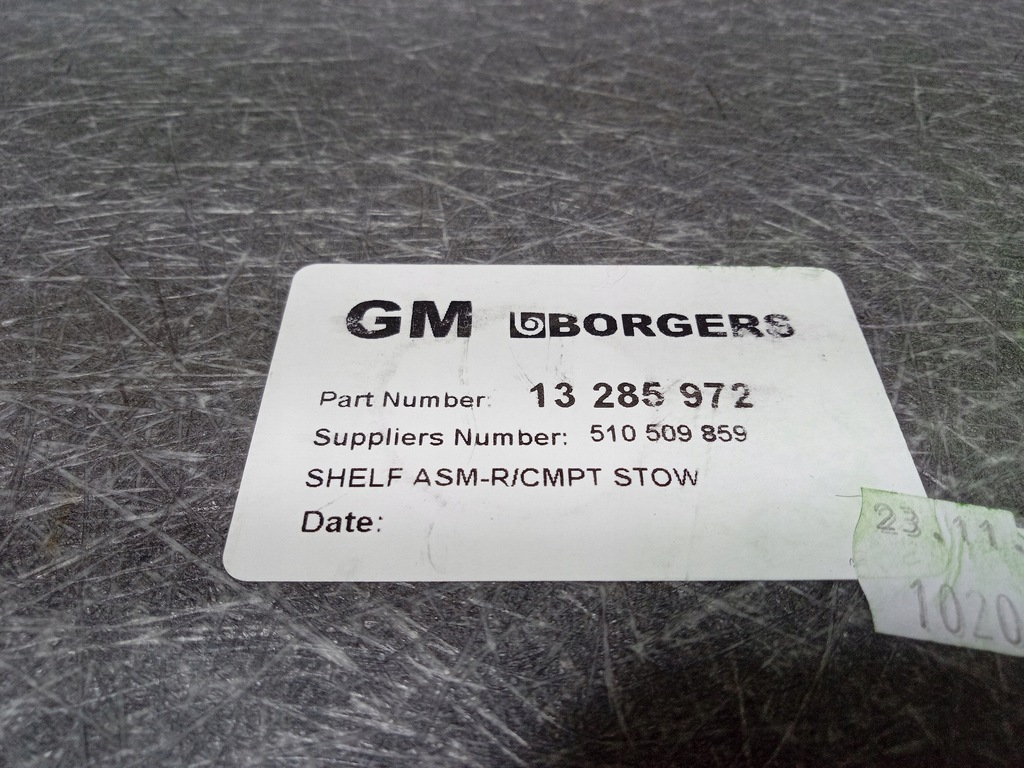 GM BORGERS
Part Number: 13 285 972
Suppliers Number: 510 509 859
SHELF ASM-R/CMPT STOW
Date:
23.11.
1020